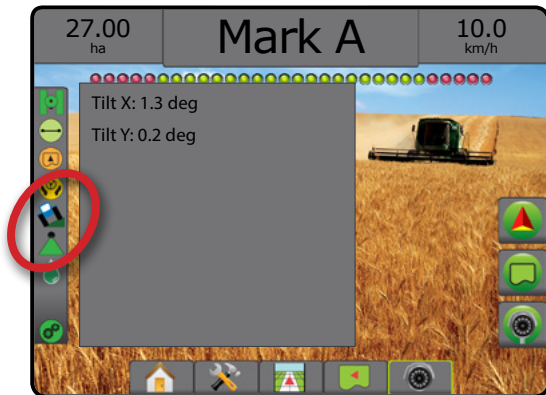 27.00
ha
Mark A
10.0
km/h
Tilt X: 1.3 deg
Tilt Y: 0.2 deg